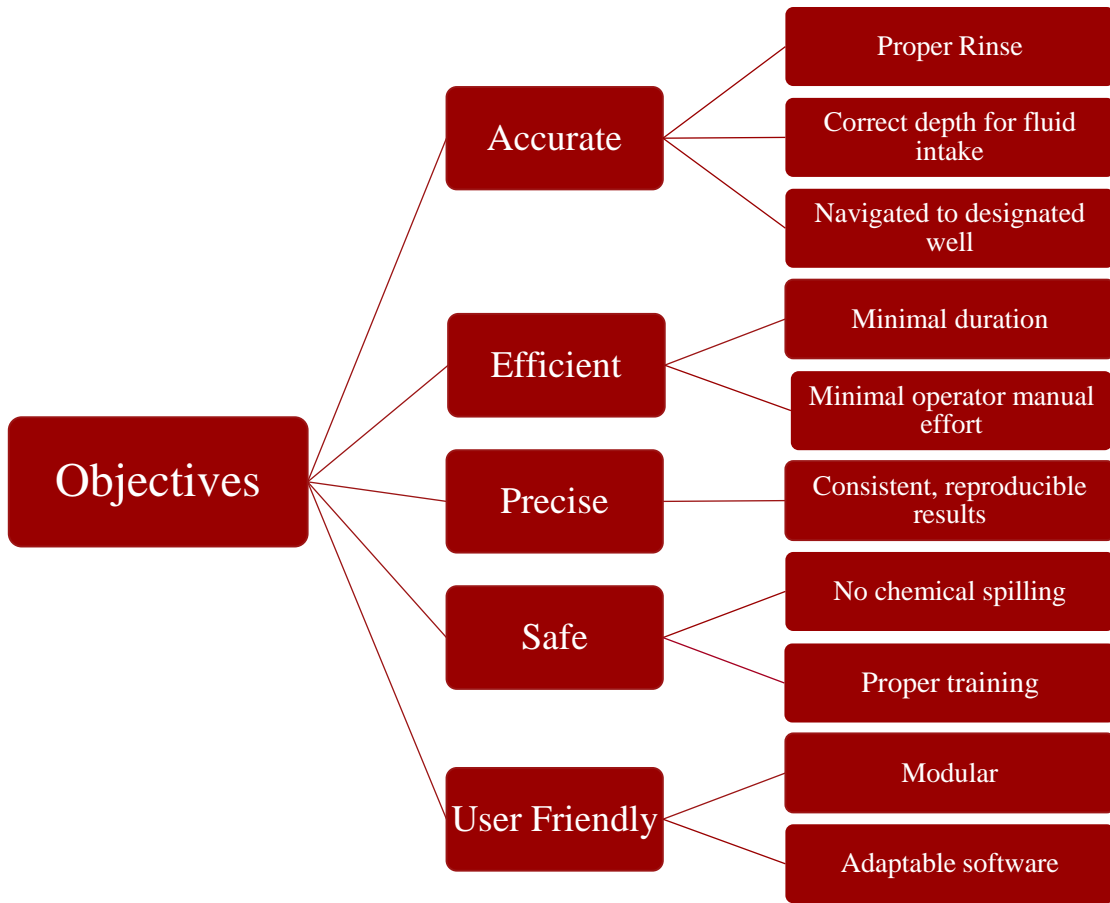 Objectives
Accurate
Proper Rinse
Correct depth for fluid
intake
Navigated to designated
well
Efficient
Minimal duration
Minimal operator manual
effort
Precise
Consistent, reproducible
results
Safe
No chemical spilling
Proper training
User Friendly
Modular
Adaptable software